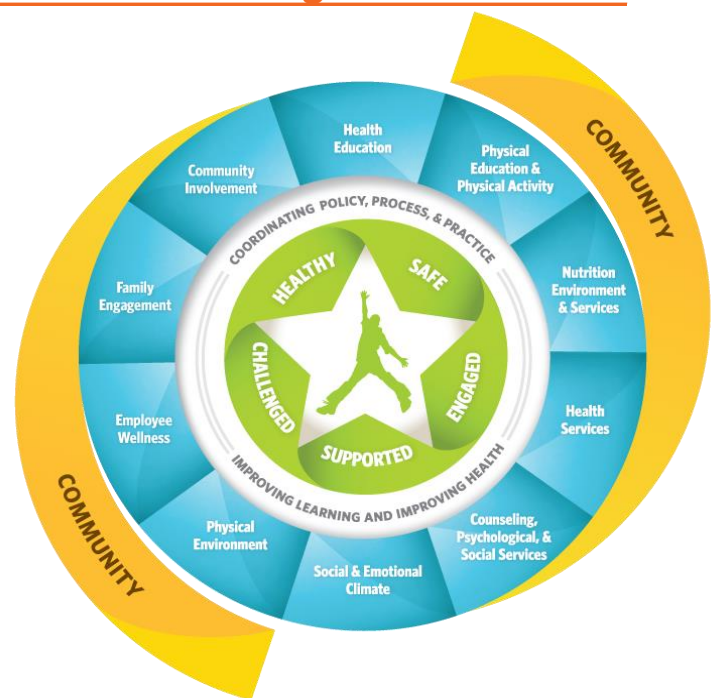 COMMUNITY
Health
Education
Physical
Education &
Physical Activity
Nutrition
Environment
& Services
Health
Services
Counseling,
Psychological, &
Social Services
Social & Emotional
Climate
Physical
Environment
Employee
Wellness
Family
Engagement
Community
Involvement
COORDINATING POLICY, PROCESS, & PRACTICE
IMPROVING LEARNING AND IMPROVING HEALTH
HEALTHY
SAFE
ENGAGED
SUPPORTED
CHALLENGED
COMMUNITY